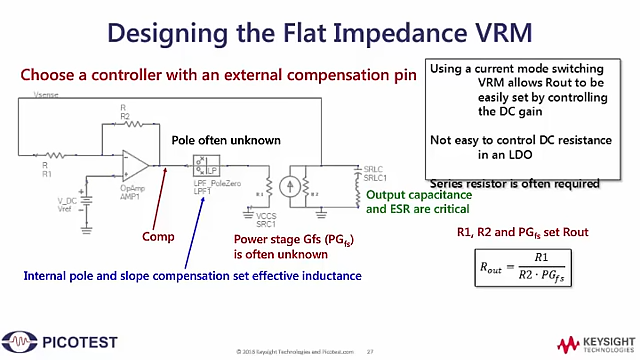 Designing the Flat Impedance VRM
Choose a controller with an external compensation pin
Using a current mode switching
VRM allows Rout to be
easily set by controlling
the DC gain
Not easy to control DC resistance
in an LDO
Series resistor is often required
Vsense
R
R2
Pole often unknown
R
R1
OpAmp
AMP1
V_DC
Vref
LPF_PoleZero
LPF1
VCCS
SRC1
SRLC
SRLC1
Output capacitance
and ESR are critical
Comp
Power stage Gfs (PGfs)
is often unknown
R1, R2 and PGfs set Rout
Rout = R1 / R2 · PGfs
Internal pole and slope compensation set effective inductance
PICOTEST
© 2018 Keysight Technologies and Picotest.com
27
KEYSIGHT
TECHNOLOGIES